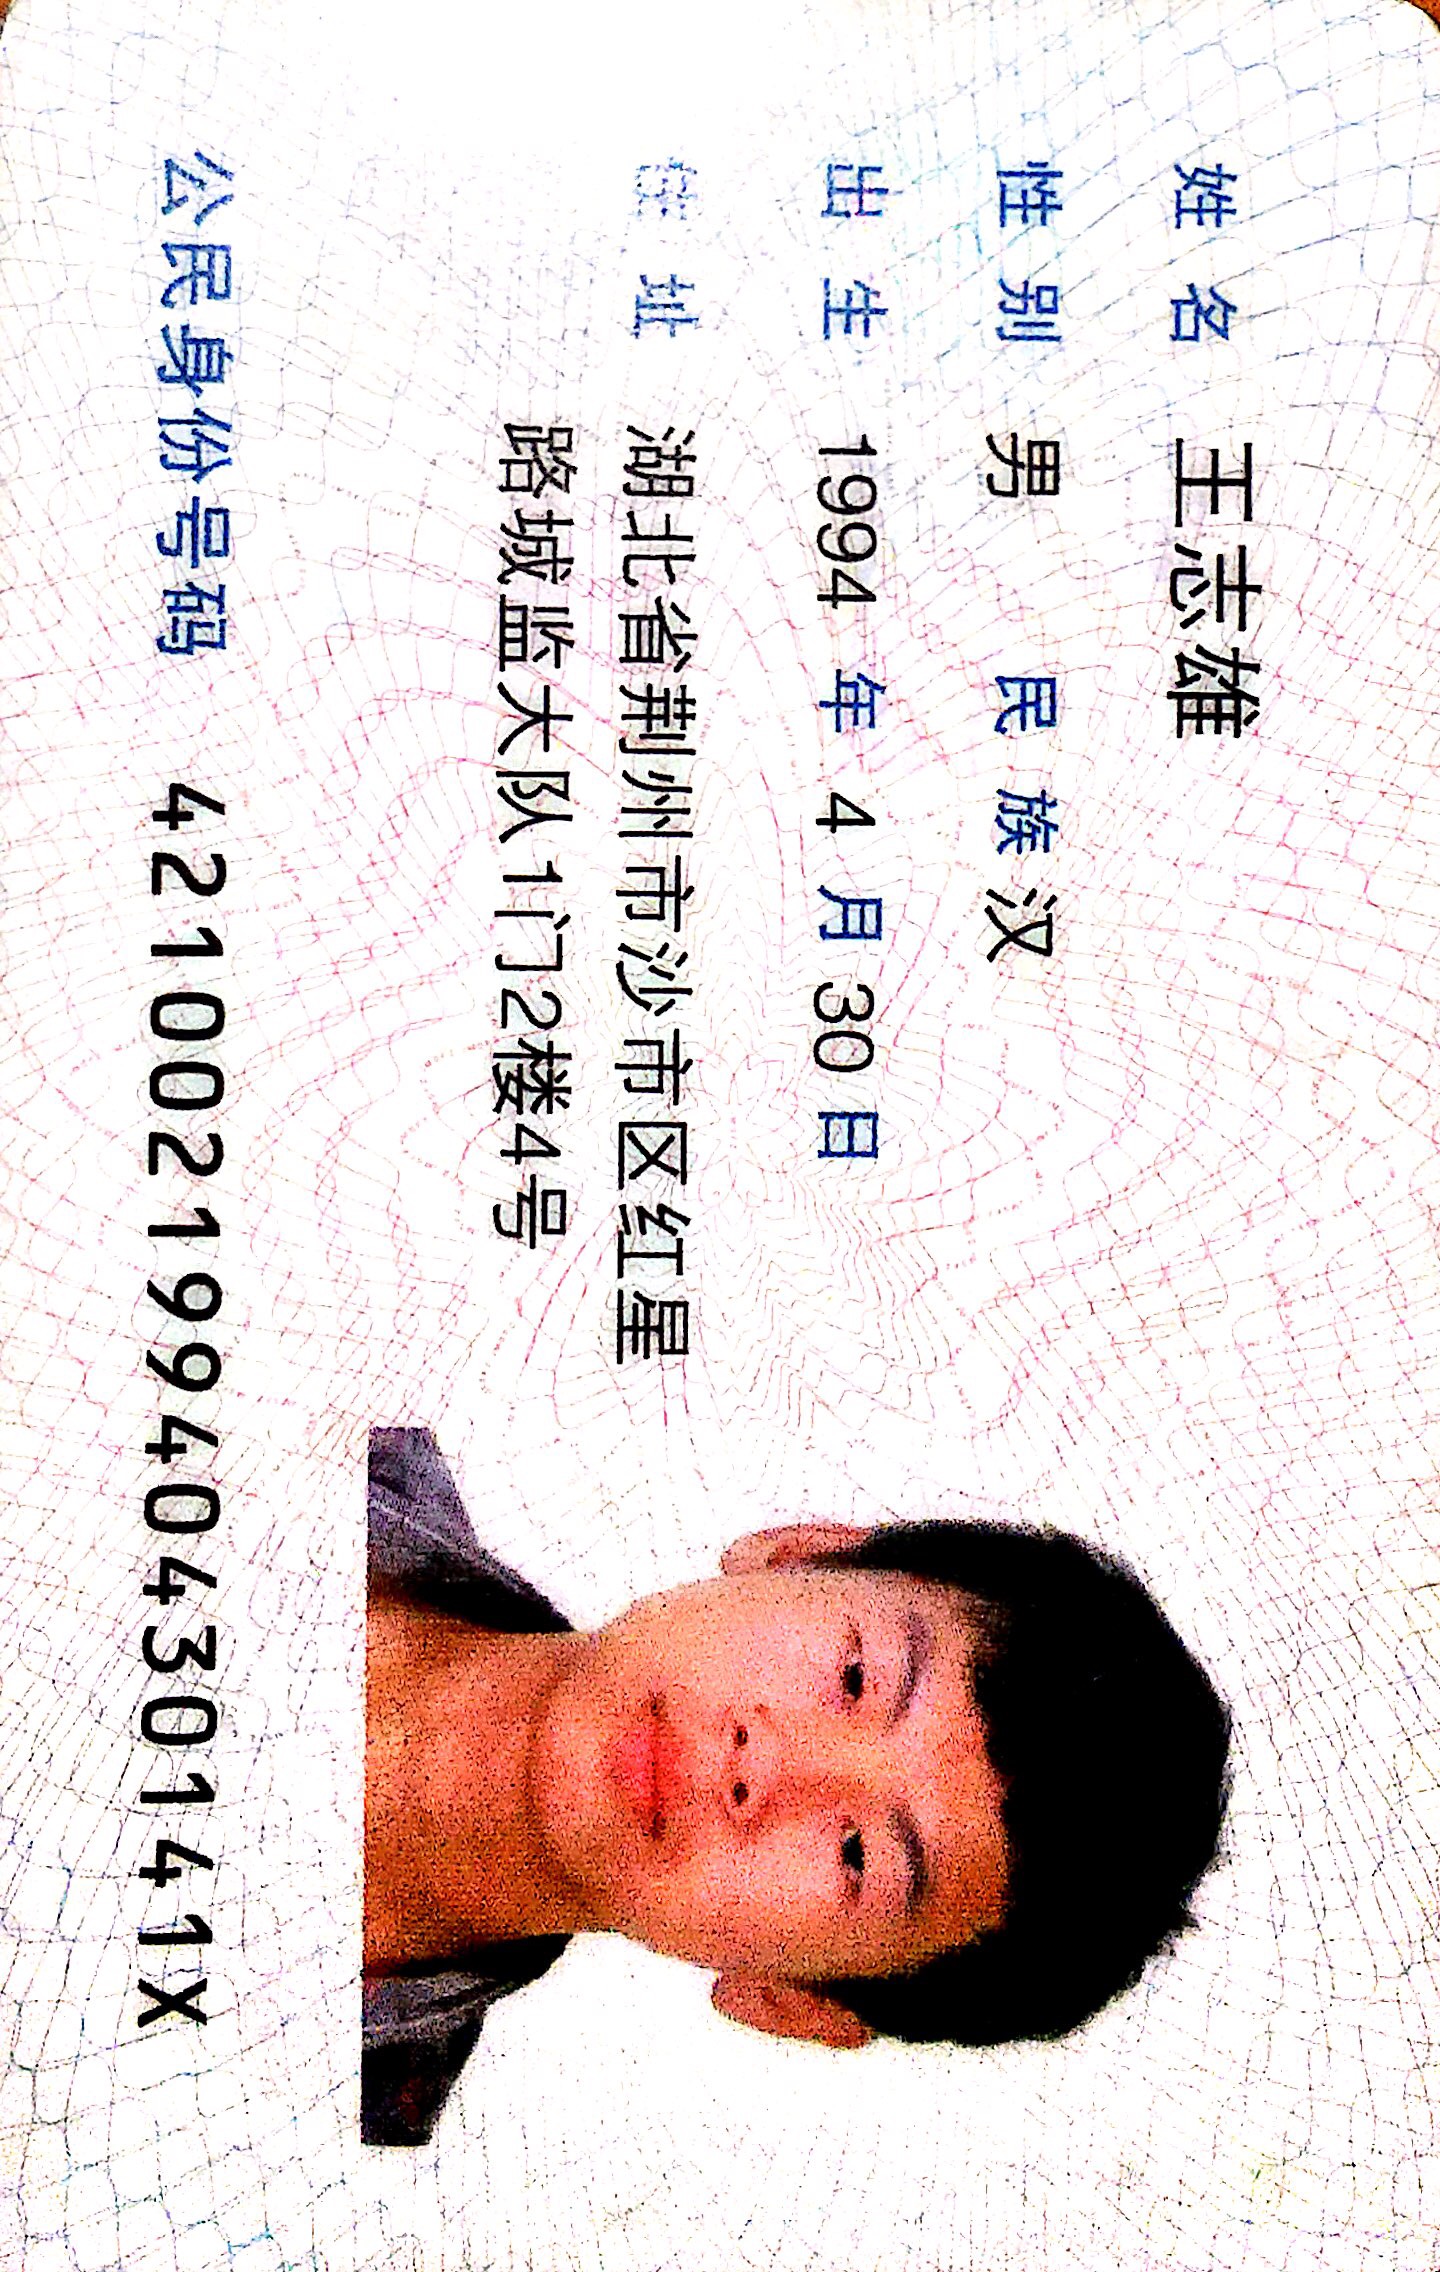 姓名 王志雄
性别 男 民族 汉
出生 1994 年 4 月 30 日
住址 湖北省荆州市沙市区红星
路城监大队1门2楼4号
公民身份号码 42100219940430141X